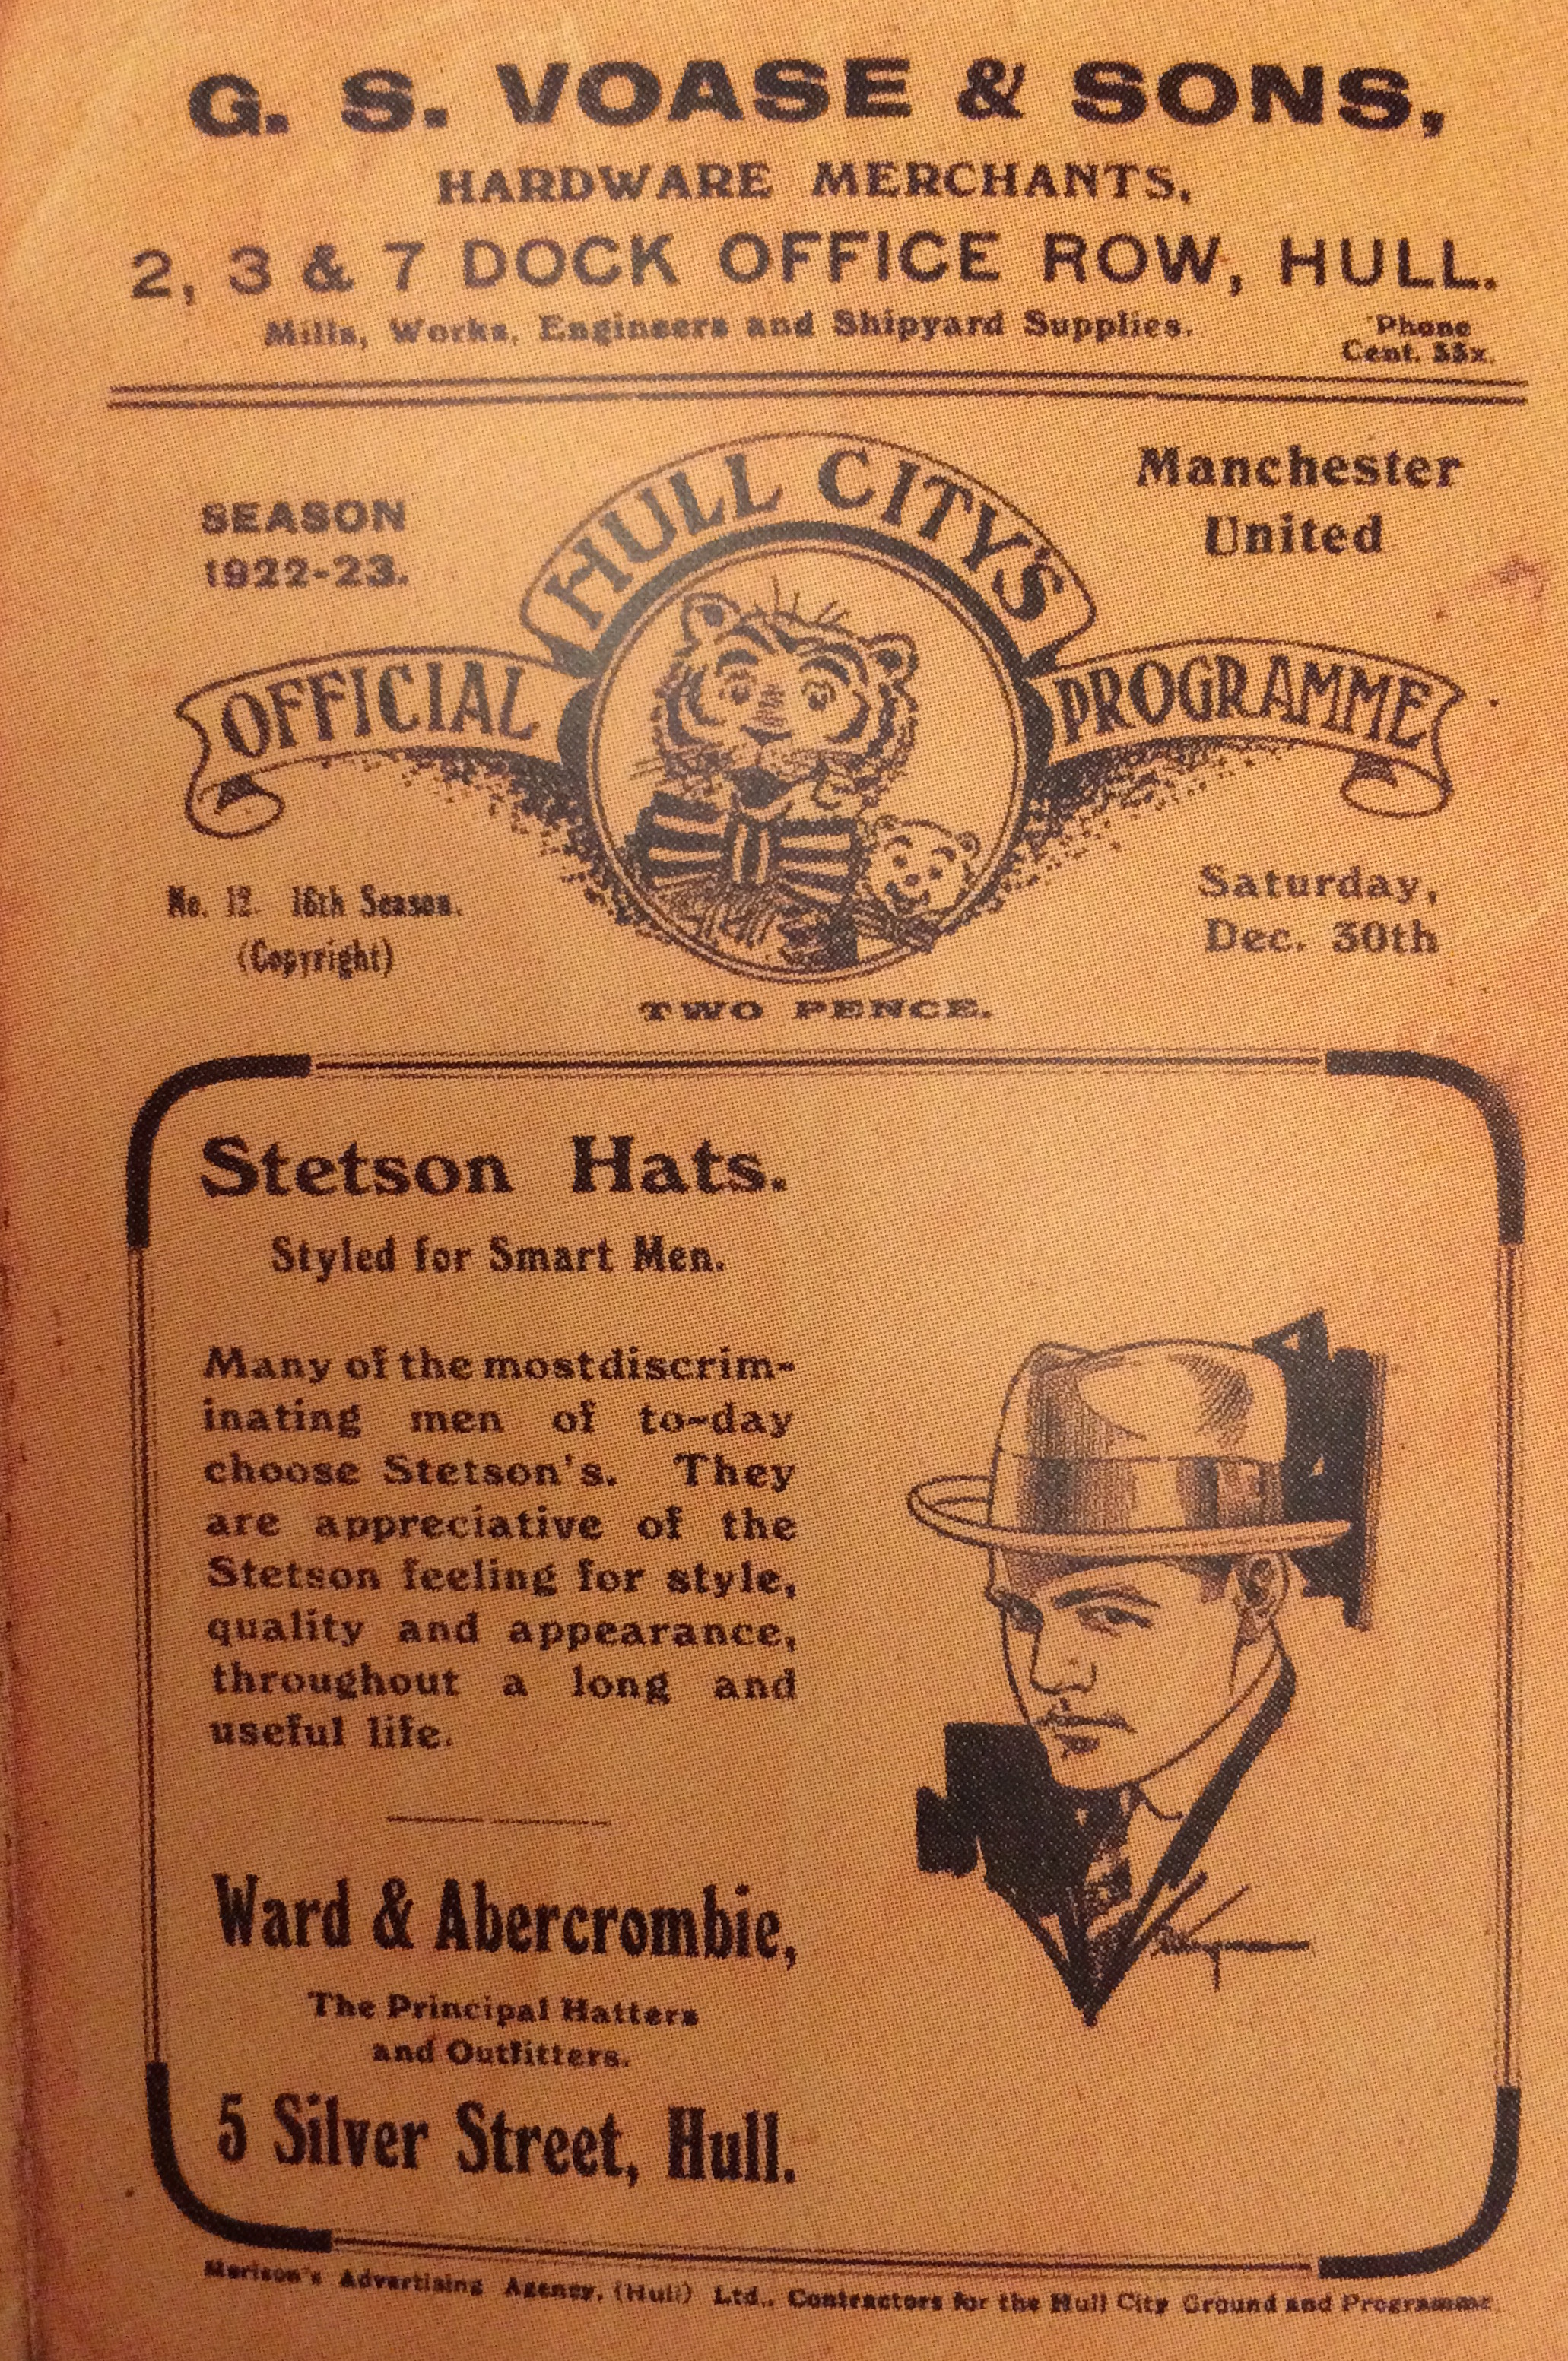 G. S. VOASE & SONS,
HARDWARE MERCHANTS,
2, 3 & 7 DOCK OFFICE ROW, HULL.
Mills, Works, Engineers and Shipyard Supplies.
'Phone
Cent. 35x.
SEASON
1922-23.
HULL CITY'S
Manchester
United
OFFICIAL
PROGRAMME
No. 12. 16th Season.
(Copyright)
Saturday,
Dec. 30th
TWO PENCE.
Stetson Hats.
Styled for Smart Men.
Many of the most discrim-
inating men of to-day
choose Stetson's. They
are appreciative of the
Stetson feeling for style,
quality and appearance,
throughout a long and
useful life.
Ward & Abercrombie,
The Principal Hatters
and Outfitters.
5 Silver Street, Hull.
Morison's Advertising Agency, (Hull) Ltd., Contractors for the Hull City Ground and Programme.